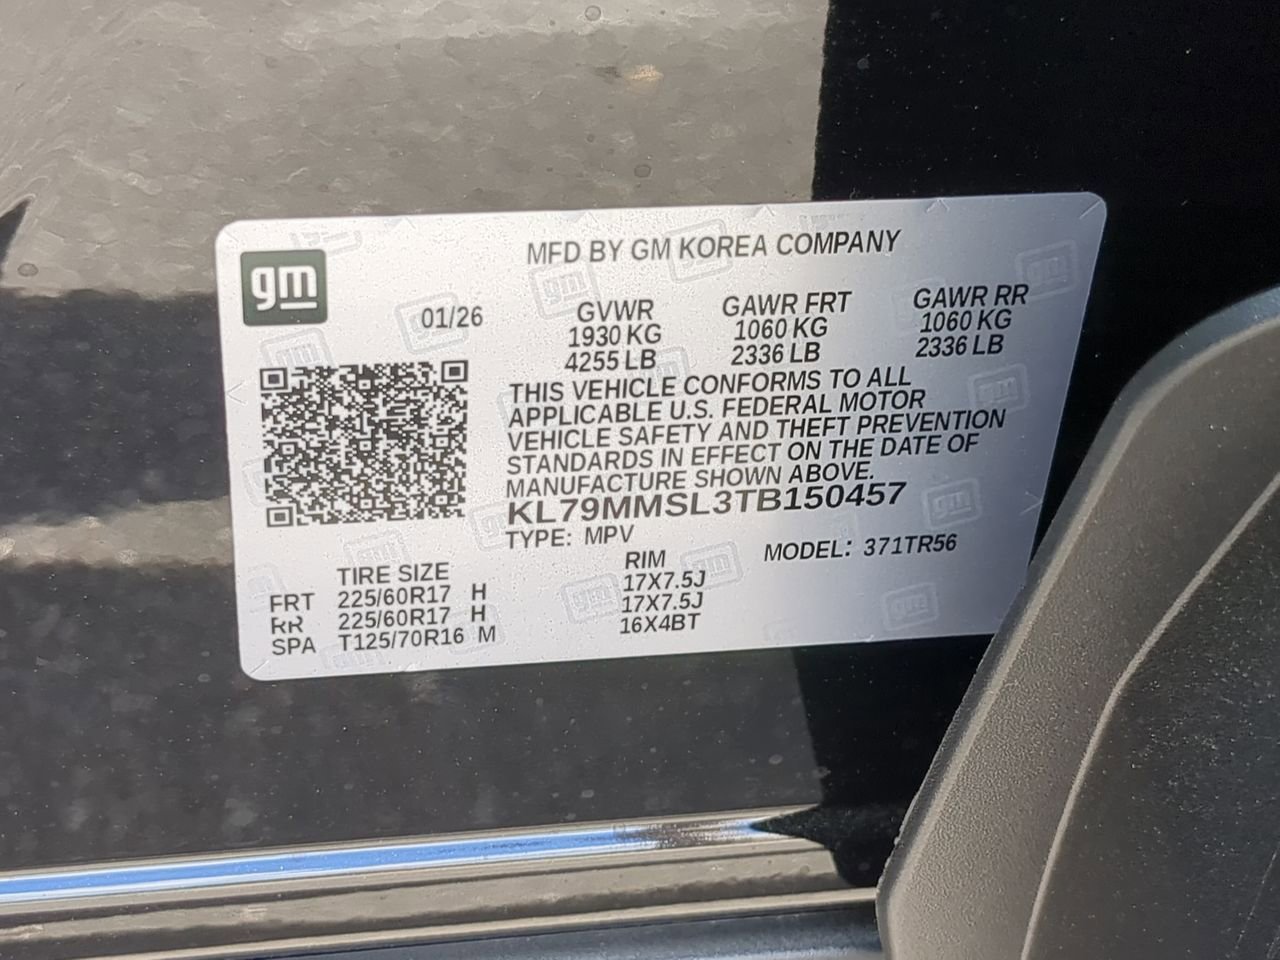 gm
MFD BY GM KOREA COMPANY
01/26
GVWR GAWR FRT GAWR RR
1930 KG 1060 KG 1060 KG
4255 LB 2336 LB 2336 LB
THIS VEHICLE CONFORMS TO ALL
APPLICABLE U.S. FEDERAL MOTOR
VEHICLE SAFETY AND THEFT PREVENTION
STANDARDS IN EFFECT ON THE DATE OF
MANUFACTURE SHOWN ABOVE.
KL79MMSL3TB150457
TYPE: MPV MODEL: 371TR56
TIRE SIZE RIM
FRT 225/60R17 H 17X7.5J
RR 225/60R17 H 17X7.5J
SPA T125/70R16 M 16X4BT